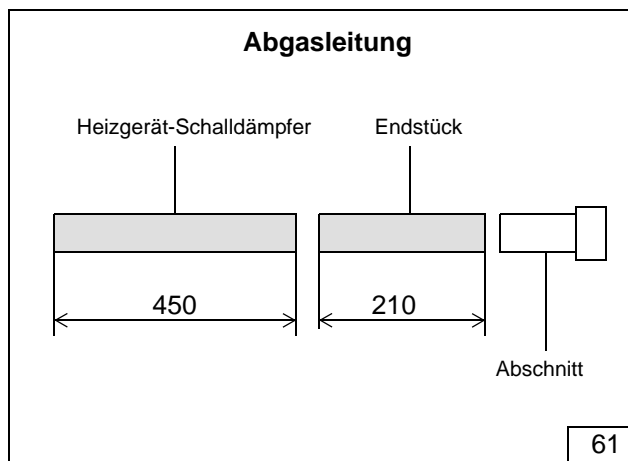 Abgasleitung
Heizgerät-Schalldämpfer Endstück
450 210
Abschnitt
61